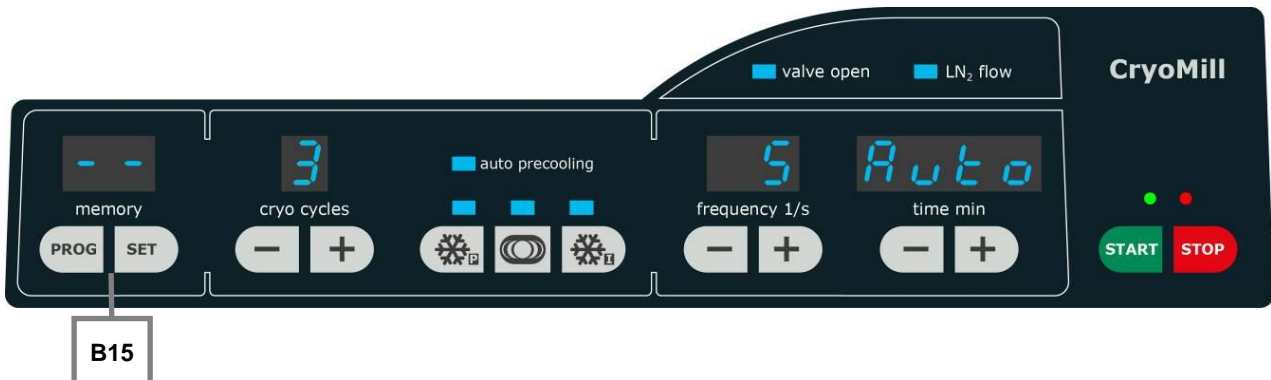 CryoMill
valve open LN₂ flow
- - 3 auto precooling 5 Auto
memory cryo cycles frequency 1/s time min
PROG SET - + P I - + - + START STOP
B15